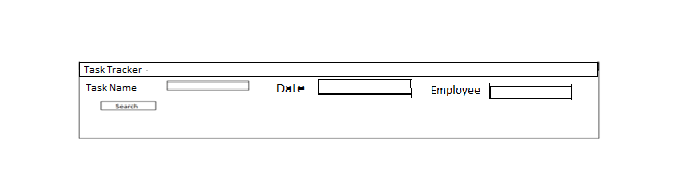 Task Tracker -
Task Name Date Employee
Search